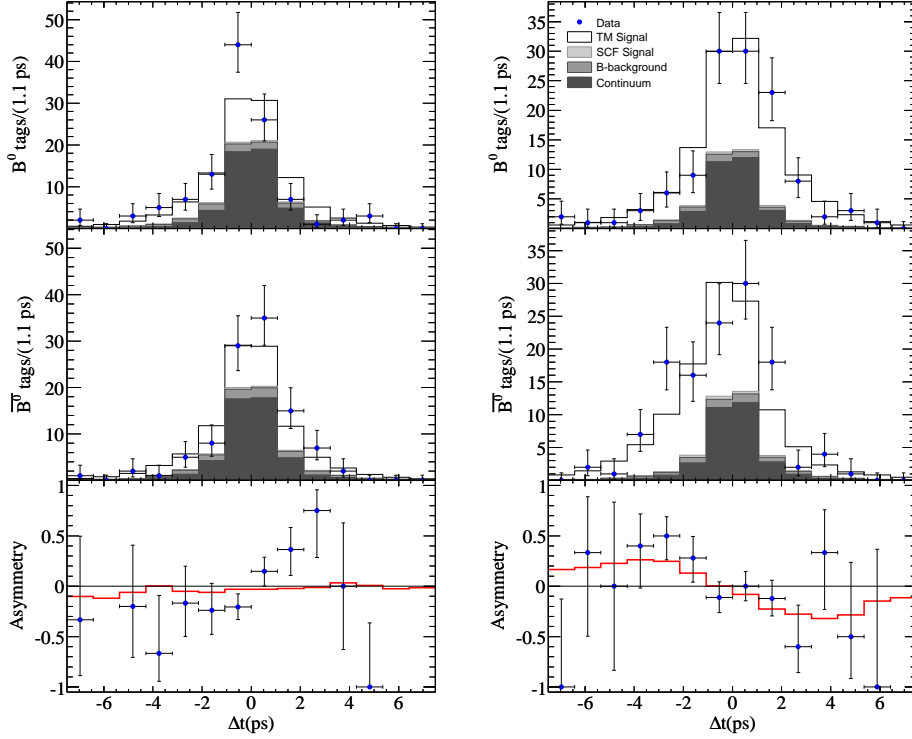 50
40
30
20
10
B⁰ tags/(1.1 ps)
35
30
25
20
15
10
5
B⁰ tags/(1.1 ps)
Data
TM Signal
SCF Signal
B-background
Continuum
50
40
30
20
10
B̅⁰ tags/(1.1 ps)
35
30
25
20
15
10
5
B̅⁰ tags/(1.1 ps)
1
0.5
0
-0.5
-1
Asymmetry
-6 -4 -2 0 2 4 6
Δt(ps)
1
0.5
0
-0.5
-1
Asymmetry
-6 -4 -2 0 2 4 6
Δt(ps)